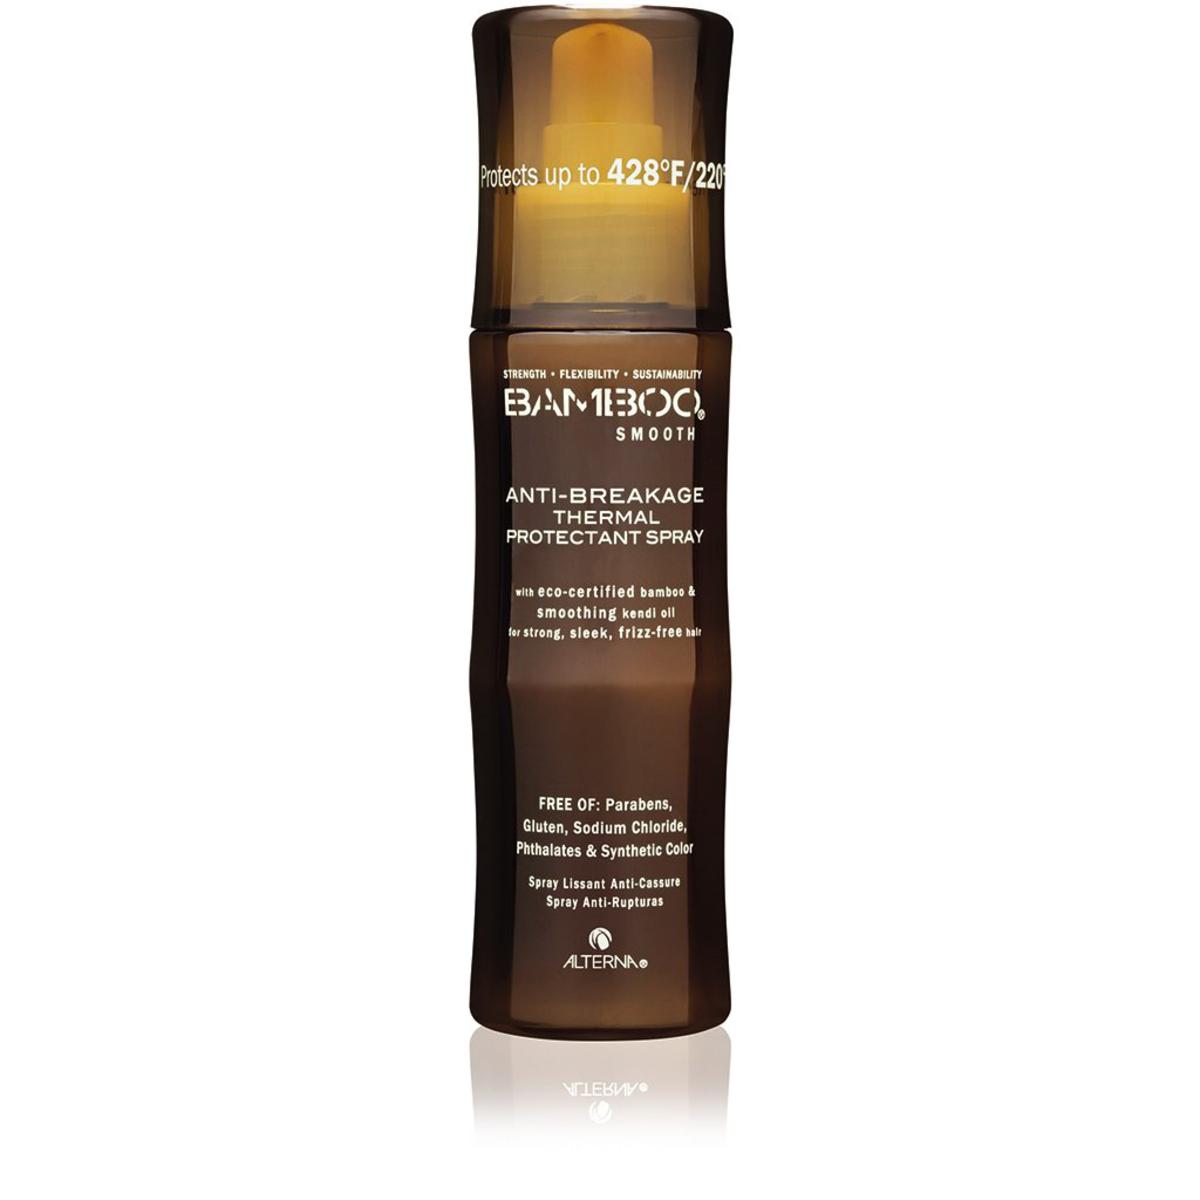 Protects up to 428°F/220°
STRENGTH • FLEXIBILITY • SUSTAINABILITY
BAMBOO®
SMOOTH
ANTI-BREAKAGE
THERMAL
PROTECTANT SPRAY
with eco-certified bamboo &
smoothing kendi oil
for strong, sleek, frizz-free hair
FREE OF: Parabens,
Gluten, Sodium Chloride,
Phthalates & Synthetic Color
Spray Lissant Anti-Cassure
Spray Anti-Rupturas
ALTERNA®
ALTERNA®